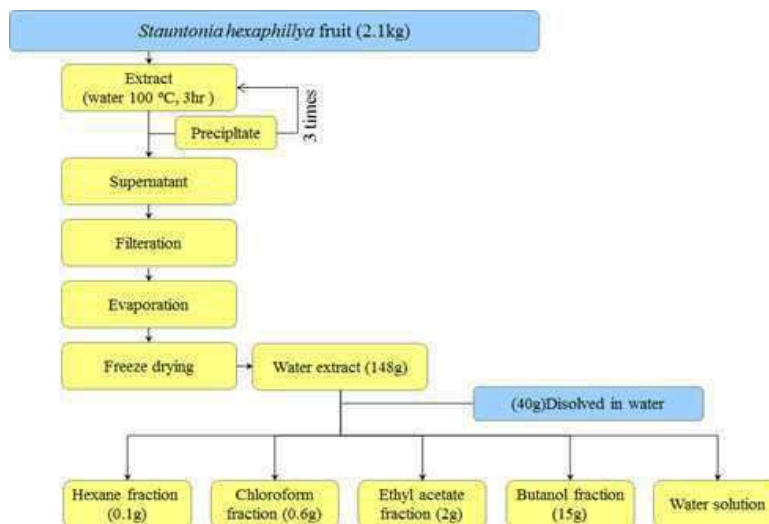 Stauntonia hexaphillya fruit (2.1kg)
Extract
(water 100 ℃, 3hr )
Precipltate
3 times
Supernatant
Filteration
Evaporation
Freeze drying
Water extract (148g)
(40g)Disolved in water
Hexane fraction
(0.1g)
Chloroform
fraction (0.6g)
Ethyl acetate
fraction (2g)
Butanol fraction
(15g)
Water solution